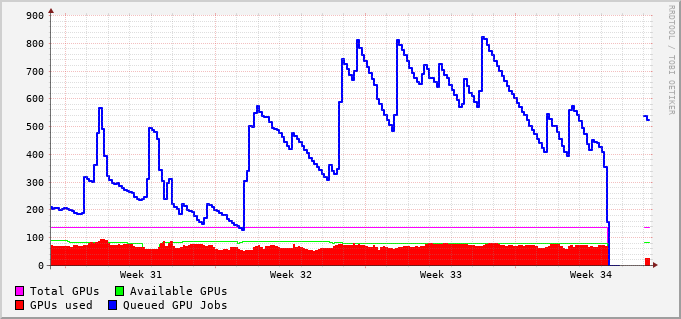 900
800
700
600
500
400
300
200
100
0
Week 31 Week 32 Week 33 Week 34
Total GPUs Available GPUs
GPUs used Queued GPU Jobs
RRDTOOL / TOBI OETIKER